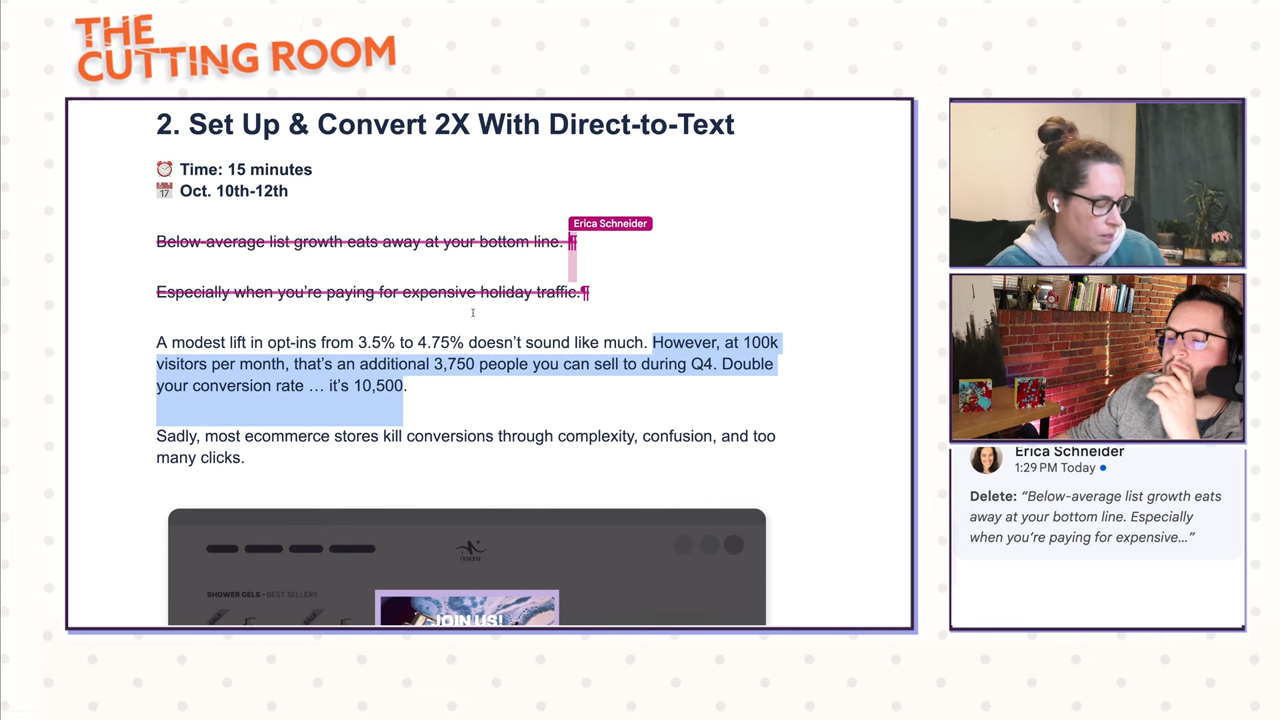 THE
CUTTING ROOM
2. Set Up & Convert 2X With Direct-to-Text
Time: 15 minutes
17 Oct. 10th-12th
Erica Schneider
Below-average list growth eats away at your bottom line. ¶
Especially when you’re paying for expensive holiday traffic.¶
A modest lift in opt-ins from 3.5% to 4.75% doesn’t sound like much. However, at 100k
visitors per month, that’s an additional 3,750 people you can sell to during Q4. Double
your conversion rate … it’s 10,500.
Sadly, most ecommerce stores kill conversions through complexity, confusion, and too
many clicks.
SHOWER GELS - BEST SELLERS
JOIN US!
Erica Schneider
1:29 PM Today
Delete: “Below-average list growth eats
away at your bottom line. Especially
when you’re paying for expensive...”